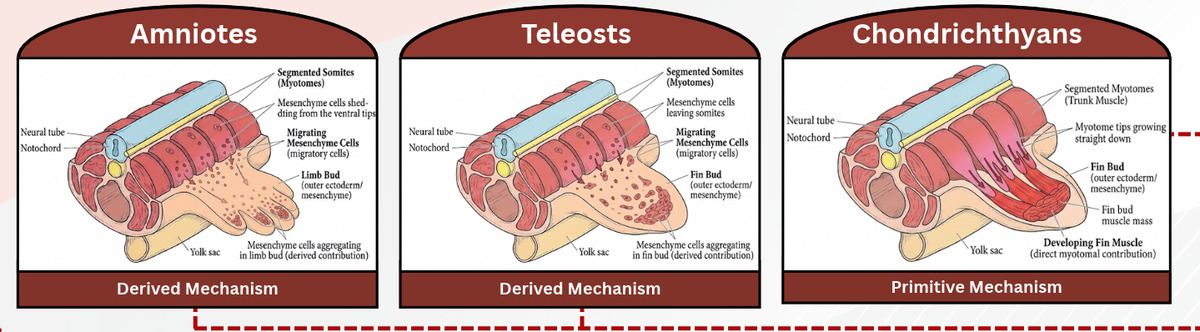 Amniotes
Segmented Somites
(Myotomes)
Mesenchyme cells shed-
ding from the ventral tips
Neural tube
Notochord
Migrating
Mesenchyme Cells
(migratory cells)
Limb Bud
(outer ectoderm/
mesenchyme)
Yolk sac
Mesenchyme cells aggregating
in limb bud (derived contribution)
Derived Mechanism
Teleosts
Segmented Somites
(Myotomes)
Mesenchyme cells
leaving somites
Neural tube
Notochord
Migrating
Mesenchyme Cells
(migratory cells)
Fin Bud
(outer ectoderm/
mesenchyme)
Yolk sac
Mesenchyme cells aggregating
in fin bud (derived contribution)
Derived Mechanism
Chondrichthyans
Segmented Myotomes
(Trunk Muscle)
Neural tube
Notochord
Myotome tips growing
straight down
Fin Bud
(outer ectoderm/
mesenchyme)
Fin bud
muscle mass
Yolk sac
Developing Fin Muscle
(direct myotomal contribution)
Primitive Mechanism